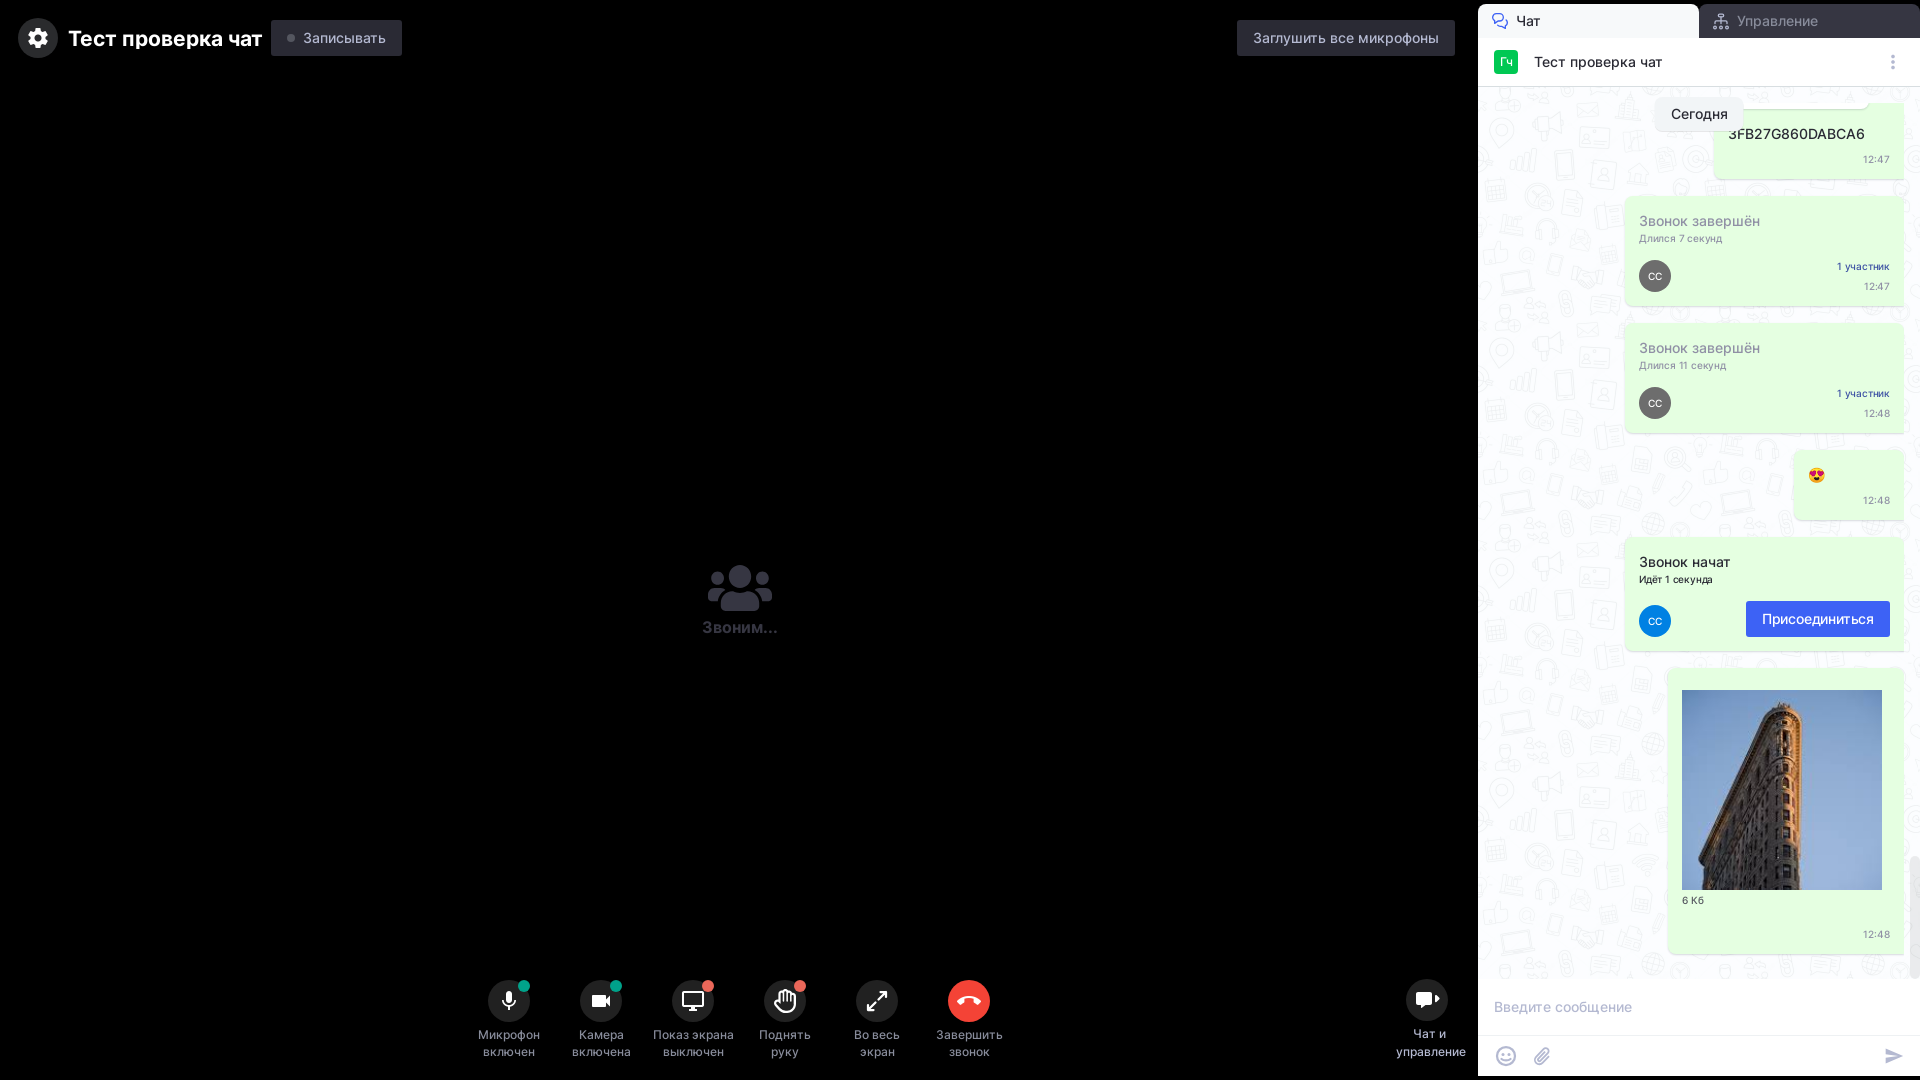 Тест проверка чат
Записывать
Заглушить все микрофоны
Звоним...
Микрофон
включен
Камера
включена
Показ экрана
выключен
Поднять
руку
Во весь
экран
Завершить
звонок
Чат и
управление
Чат
Управление
Гч
Тест проверка чат
Сегодня
3FB27G860DABCA6
12:47
Звонок завершён
Длился 7 секунд
СС
1 участник
12:47
Звонок завершён
Длился 11 секунд
СС
1 участник
12:48
12:48
Звонок начат
Идёт 1 секунда
СС
Присоединиться
6 Кб
12:48
Введите сообщение